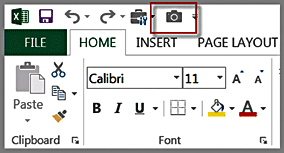 FILE HOME INSERT PAGE LAYOUT
Calibri 11 A A
Paste B I U A
Clipboard Font